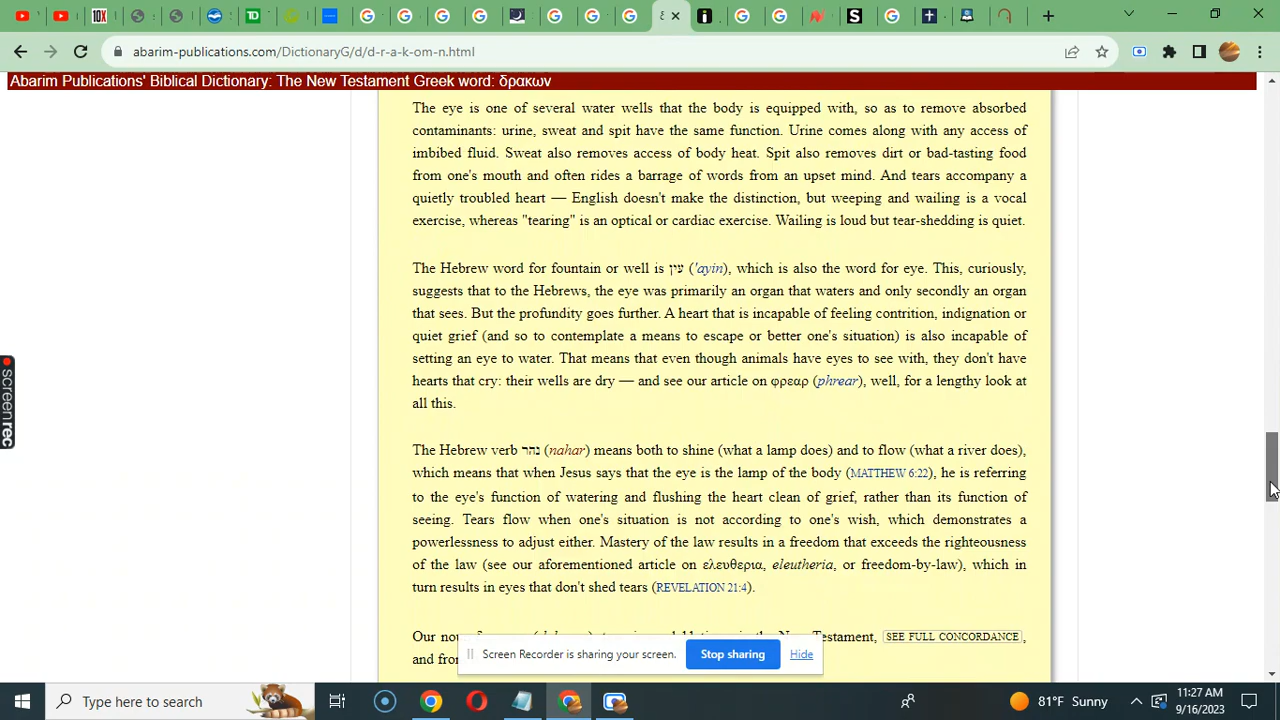 TD
10X
S
abarim-publications.com/DictionaryG/d/d-r-a-k-om-n.html
Abarim Publications' Biblical Dictionary: The New Testament Greek word: δρακων
The eye is one of several water wells that the body is equipped with, so as to remove absorbed
contaminants: urine, sweat and spit have the same function. Urine comes along with any access of
imbibed fluid. Sweat also removes access of body heat. Spit also removes dirt or bad-tasting food
from one's mouth and often rides a barrage of words from an upset mind. And tears accompany a
quietly troubled heart — English doesn't make the distinction, but weeping and wailing is a vocal
exercise, whereas "tearing" is an optical or cardiac exercise. Wailing is loud but tear-shedding is quiet.
The Hebrew word for fountain or well is עין ('ayin), which is also the word for eye. This, curiously,
suggests that to the Hebrews, the eye was primarily an organ that waters and only secondly an organ
that sees. But the profundity goes further. A heart that is incapable of feeling contrition, indignation or
quiet grief (and so to contemplate a means to escape or better one's situation) is also incapable of
setting an eye to water. That means that even though animals have eyes to see with, they don't have
hearts that cry: their wells are dry — and see our article on φρεαρ (phrear), well, for a lengthy look at
all this.
The Hebrew verb נהר (nahar) means both to shine (what a lamp does) and to flow (what a river does),
which means that when Jesus says that the eye is the lamp of the body (MATTHEW 6:22), he is referring
to the eye's function of watering and flushing the heart clean of grief, rather than its function of
seeing. Tears flow when one's situation is not according to one's wish, which demonstrates a
powerlessness to adjust either. Mastery of the law results in a freedom that exceeds the righteousness
of the law (see our aforementioned article on ελευθερια, eleutheria, or freedom-by-law), which in
turn results in eyes that don't shed tears (REVELATION 21:4).
Our Testament, SEE FULL CONCORDANCE,
and
screenrec
Screen Recorder is sharing your screen. Stop sharing Hide
Type here to search
81°F Sunny
11:27 AM
9/16/2023